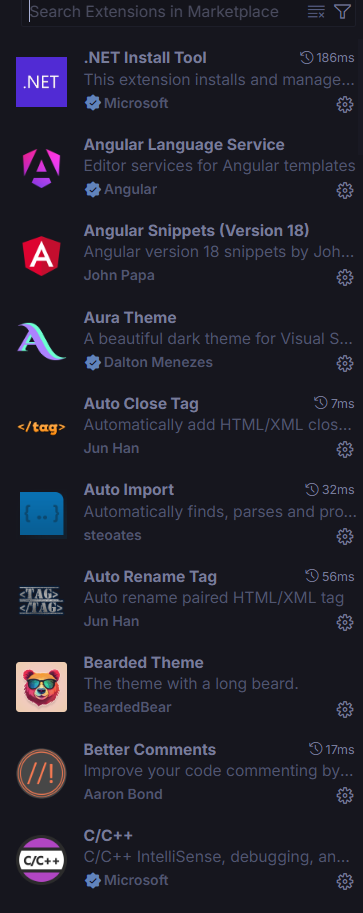 Search Extensions in Marketplace
.NET
.NET Install Tool 186ms
This extension installs and manage...
Microsoft
Angular Language Service
Editor services for Angular templates
Angular
A
Angular Snippets (Version 18)
Angular version 18 snippets by Joh...
John Papa
Aura Theme
A beautiful dark theme for Visual S...
Dalton Menezes
</tag>
Auto Close Tag 7ms
Automatically add HTML/XML clos...
Jun Han
{..}
Auto Import 32ms
Automatically finds, parses and pro...
steoates
<TAG>
</TAG>
Auto Rename Tag 56ms
Auto rename paired HTML/XML tag
Jun Han
Bearded Theme
The theme with a long beard.
BeardedBear
//!
Better Comments 17ms
Improve your code commenting by...
Aaron Bond
C/C++
C/C++
C/C++ IntelliSense, debugging, an...
Microsoft